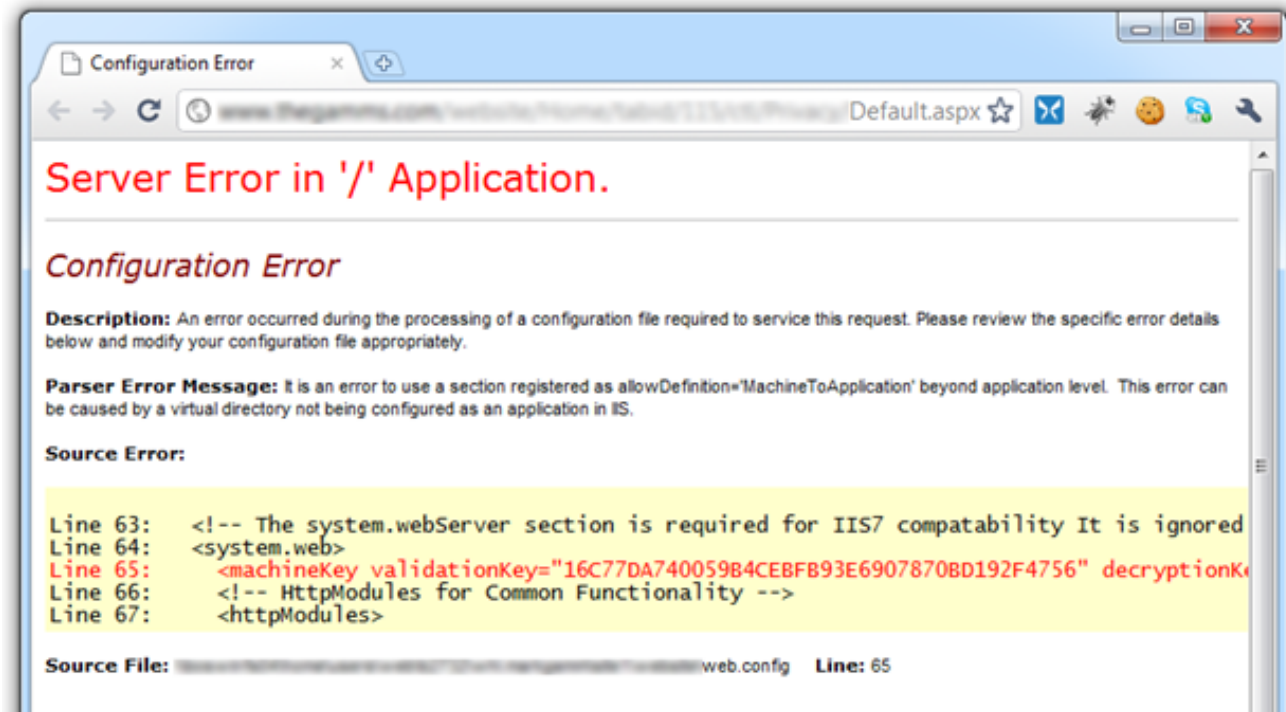 Configuration Error
Default.aspx
Server Error in '/' Application.
Configuration Error
Description: An error occurred during the processing of a configuration file required to service this request. Please review the specific error details
below and modify your configuration file appropriately.
Parser Error Message: It is an error to use a section registered as allowDefinition='MachineToApplication' beyond application level. This error can
be caused by a virtual directory not being configured as an application in IIS.
Source Error:
Line 63: <!-- The system.webServer section is required for IIS7 compatability It is ignored
Line 64: <system.web>
Line 65: <machineKey validationKey="16C77DA740059B4CEBFB93E6907870BD192F4756" decryptionKe
Line 66: <!-- HttpModules for Common Functionality -->
Line 67: <httpModules>
Source File: web.config Line: 65